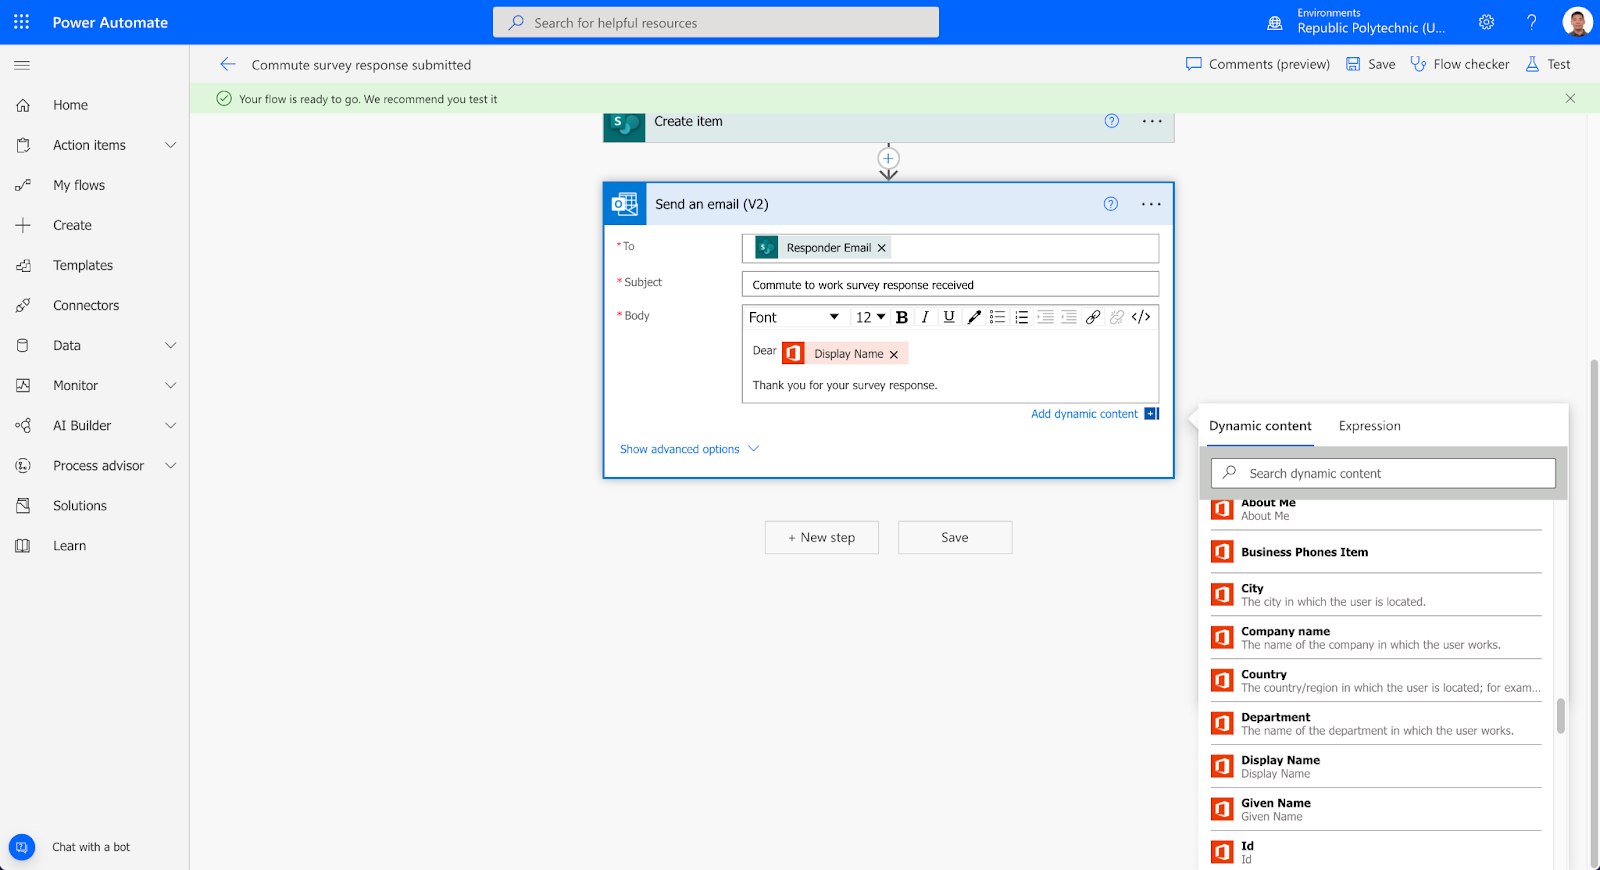 Power Automate
Search for helpful resources
Environments
Republic Polytechnic (U...
Commute survey response submitted
Comments (preview)
Save
Flow checker
Test
Your flow is ready to go. We recommend you test it
Home
Action items
My flows
Create
Templates
Connectors
Data
Monitor
AI Builder
Process advisor
Solutions
Learn
Chat with a bot
Create item
Send an email (V2)
* To
Responder Email
* Subject
Commute to work survey response received
* Body
Font 12 B I U </>
Dear Display Name
Thank you for your survey response.
Add dynamic content
Show advanced options
+ New step
Save
Dynamic content
Expression
Search dynamic content
About Me
About Me
Business Phones Item
City
The city in which the user is located.
Company name
The name of the company in which the user works.
Country
The country/region in which the user is located; for exam...
Department
The name of the department in which the user works.
Display Name
Display Name
Given Name
Given Name
Id
Id